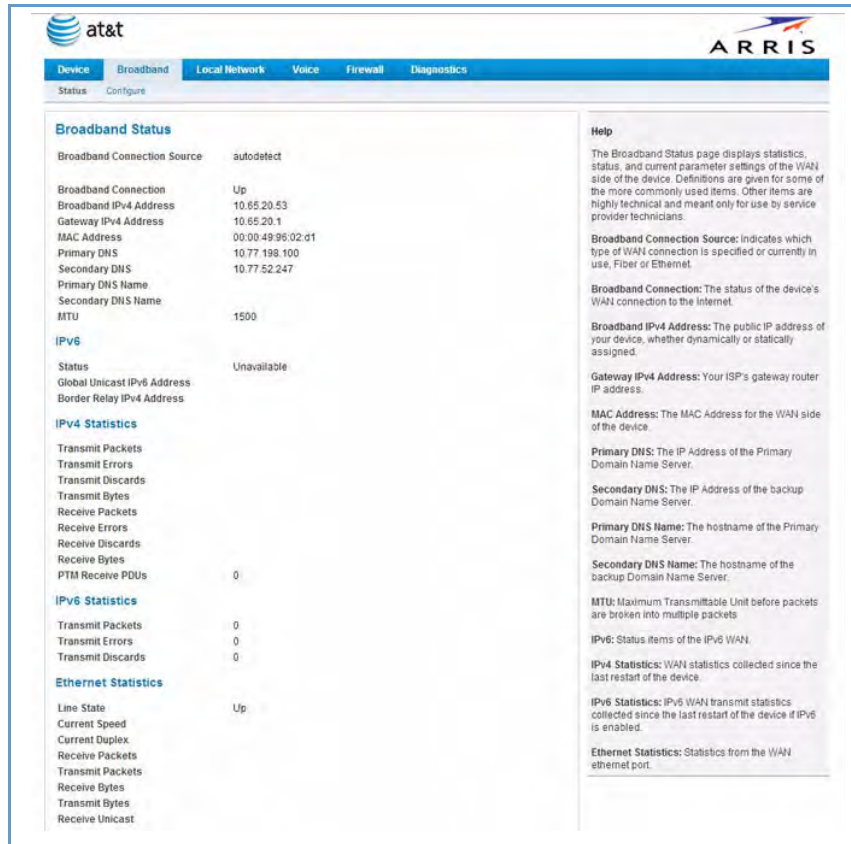 at&t
ARRIS
Device Broadband Local Network Voice Firewall Diagnostics
Status Configure
Broadband Status
Broadband Connection Source autodetect
Broadband Connection Up
Broadband IPv4 Address 10.65.20.53
Gateway IPv4 Address 10.65.20.1
MAC Address 00:00:49:96:02:d1
Primary DNS 10.77.198.100
Secondary DNS 10.77.52.247
Primary DNS Name
Secondary DNS Name
MTU 1500
IPv6
Status Unavailable
Global Unicast IPv6 Address
Border Relay IPv4 Address
IPv4 Statistics
Transmit Packets
Transmit Errors
Transmit Discards
Transmit Bytes
Receive Packets
Receive Errors
Receive Discards
Receive Bytes
PTM Receive PDUs 0
IPv6 Statistics
Transmit Packets 0
Transmit Errors 0
Transmit Discards 0
Ethernet Statistics
Line State Up
Current Speed
Current Duplex
Receive Packets
Transmit Packets
Receive Bytes
Transmit Bytes
Receive Unicast
Help
The Broadband Status page displays statistics,
status, and current parameter settings of the WAN
side of the device. Definitions are given for some of
the more commonly used items. Other items are
highly technical and meant only for use by service
provider technicians.
Broadband Connection Source: Indicates which
type of WAN connection is specified or currently in
use, Fiber or Ethernet.
Broadband Connection: The status of the device's
WAN connection to the Internet.
Broadband IPv4 Address: The public IP address of
your device, whether dynamically or statically
assigned.
Gateway IPv4 Address: Your ISP's gateway router
IP address.
MAC Address: The MAC Address for the WAN side
of the device.
Primary DNS: The IP Address of the Primary
Domain Name Server.
Secondary DNS: The IP Address of the backup
Domain Name Server.
Primary DNS Name: The hostname of the Primary
Domain Name Server.
Secondary DNS Name: The hostname of the
backup Domain Name Server.
MTU: Maximum Transmittable Unit before packets
are broken into multiple packets
IPv6: Status items of the IPv6 WAN.
IPv4 Statistics: WAN statistics collected since the
last restart of the device.
IPv6 Statistics: IPv6 WAN transmit statistics
collected since the last restart of the device if IPv6
is enabled.
Ethernet Statistics: Statistics from the WAN
ethernet port.